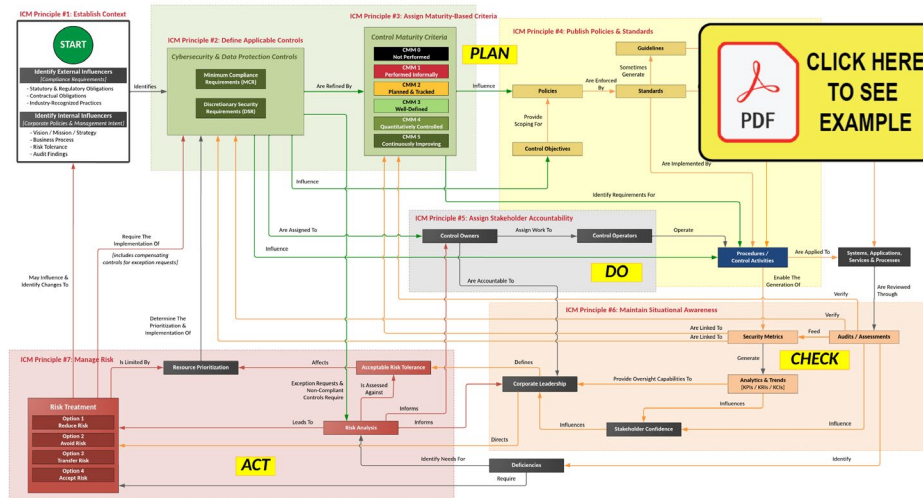 ICM Principle #1: Establish Context
START
Identify External Influencers
[Compliance Requirements]
- Statutory & Regulatory Obligations
- Contractual Obligations
- Industry-Recognized Practices
Identify Internal Influencers
[Corporate Policies & Management Intent]
- Vision / Mission / Strategy
- Business Process
- Risk Tolerance
- Audit Findings
Identifies
ICM Principle #2: Define Applicable Controls
Cybersecurity & Data Protection Controls
Minimum Compliance
Requirements (MCR)
Discretionary Security
Requirements (DSR)
Are Refined By
ICM Principle #3: Assign Maturity-Based Criteria
Control Maturity Criteria
CMM 0
Not Performed
CMM 1
Performed Informally
CMM 2
Planned & Tracked
CMM 3
Well-Defined
CMM 4
Quantitatively Controlled
CMM 5
Continuously Improving
PLAN
Influence
ICM Principle #4: Publish Policies & Standards
Guidelines
Sometimes
Generate
Policies
Are Enforced
By
Standards
Provide
Scoping For
Control Objectives
Influence
Are Implemented By
Identify Requirements For
CLICK HERE
TO SEE
EXAMPLE
PDF
ICM Principle #5: Assign Stakeholder Accountability
Are Assigned To
Control Owners
Assign Work To
Control Operators
Operate
Influence
DO
Procedures /
Control Activities
Are Applied To
Systems, Applications,
Services & Processes
Are Accountable To
Enable The
Generation Of
Are Reviewed
Through
Require The
Implementation Of
[includes compensating
controls for exception requests]
May Influence &
Identify Changes To
Determine The
Prioritization &
Implementation Of
ICM Principle #6: Maintain Situational Awareness
Verify
Verify
Are Linked To
Are Linked To
Security Metrics
Feed
Audits / Assessments
Generate
CHECK
Analytics & Trends
[KPIs / KRIs / KCIs]
Provide Oversight Capabilities To
Corporate Leadership
Defines
Influences
Influences
Stakeholder Confidence
Influence
ICM Principle #7: Manage Risk
Is Limited By
Resource Prioritization
Affects
Acceptable Risk Tolerance
Exception Requests &
Non-Compliant
Controls Require
Is Assessed
Against
Risk Treatment
Option 1
Reduce Risk
Option 2
Avoid Risk
Option 3
Transfer Risk
Option 4
Accept Risk
Leads To
Risk Analysis
Informs
Informs
Directs
ACT
Identify Needs For
Deficiencies
Identify
Require